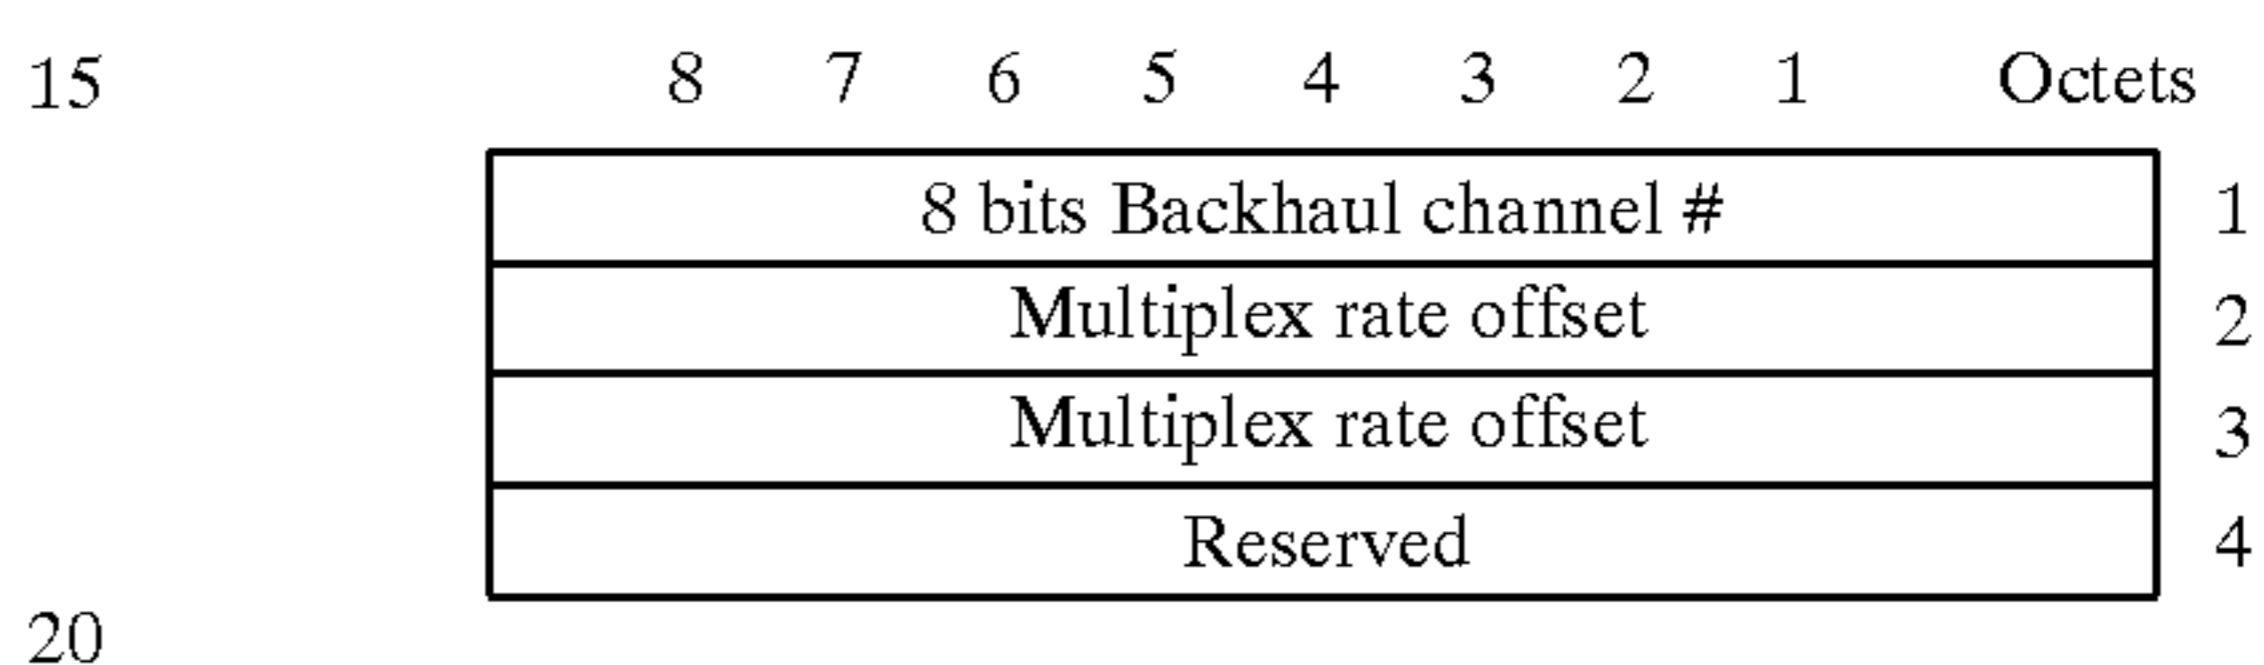 15 8 7 6 5 4 3 2 1 Octets
8 bits Backhaul channel # 1
Multiplex rate offset 2
Multiplex rate offset 3
Reserved 4
20